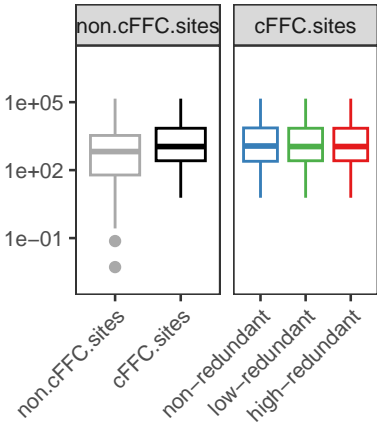 non.cFFC.sites
cFFC.sites
1e+05
1e+02
1e−01
non.cFFC.sites
cFFC.sites
non−redundant
low−redundant
high−redundant